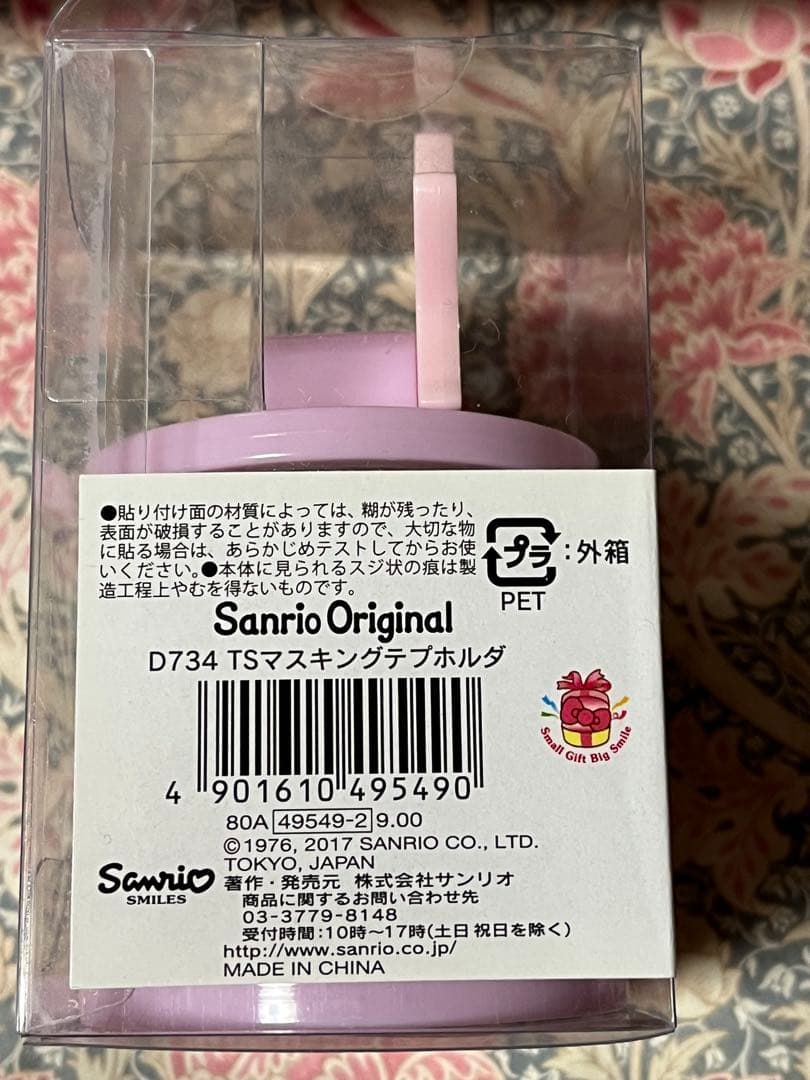 ●貼り付け面の材質によっては、糊が残ったり、
表面が破損することがありますので、大切な物
に貼る場合は、あらかじめテストしてからお使
いください。●本体に見られるスジ状の痕は製
造工程上やむを得ないものです。
プラ:外箱
PET
Sanrio Original
D734 TSマスキングテプホルダ
Small Gift Big Smile
4 901610 495490
80A 49549-2 9.00
©1976, 2017 SANRIO CO., LTD.
TOKYO, JAPAN
Sanrio
SMILES
著作・発売元 株式会社サンリオ
商品に関するお問い合わせ先
03-3779-8148
受付時間:10時～17時(土日祝日を除く)
http://www.sanrio.co.jp/
MADE IN CHINA